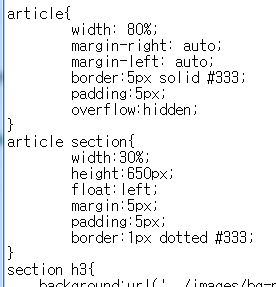 article{
width: 80%;
margin-right: auto;
margin-left: auto;
border:5px solid #333;
padding:5px;
overflow:hidden;
}
article section{
width:30%;
height:650px;
float:left;
margin:5px;
padding:5px;
border:1px dotted #333;
}
section h3{
background:url('../images/bg-